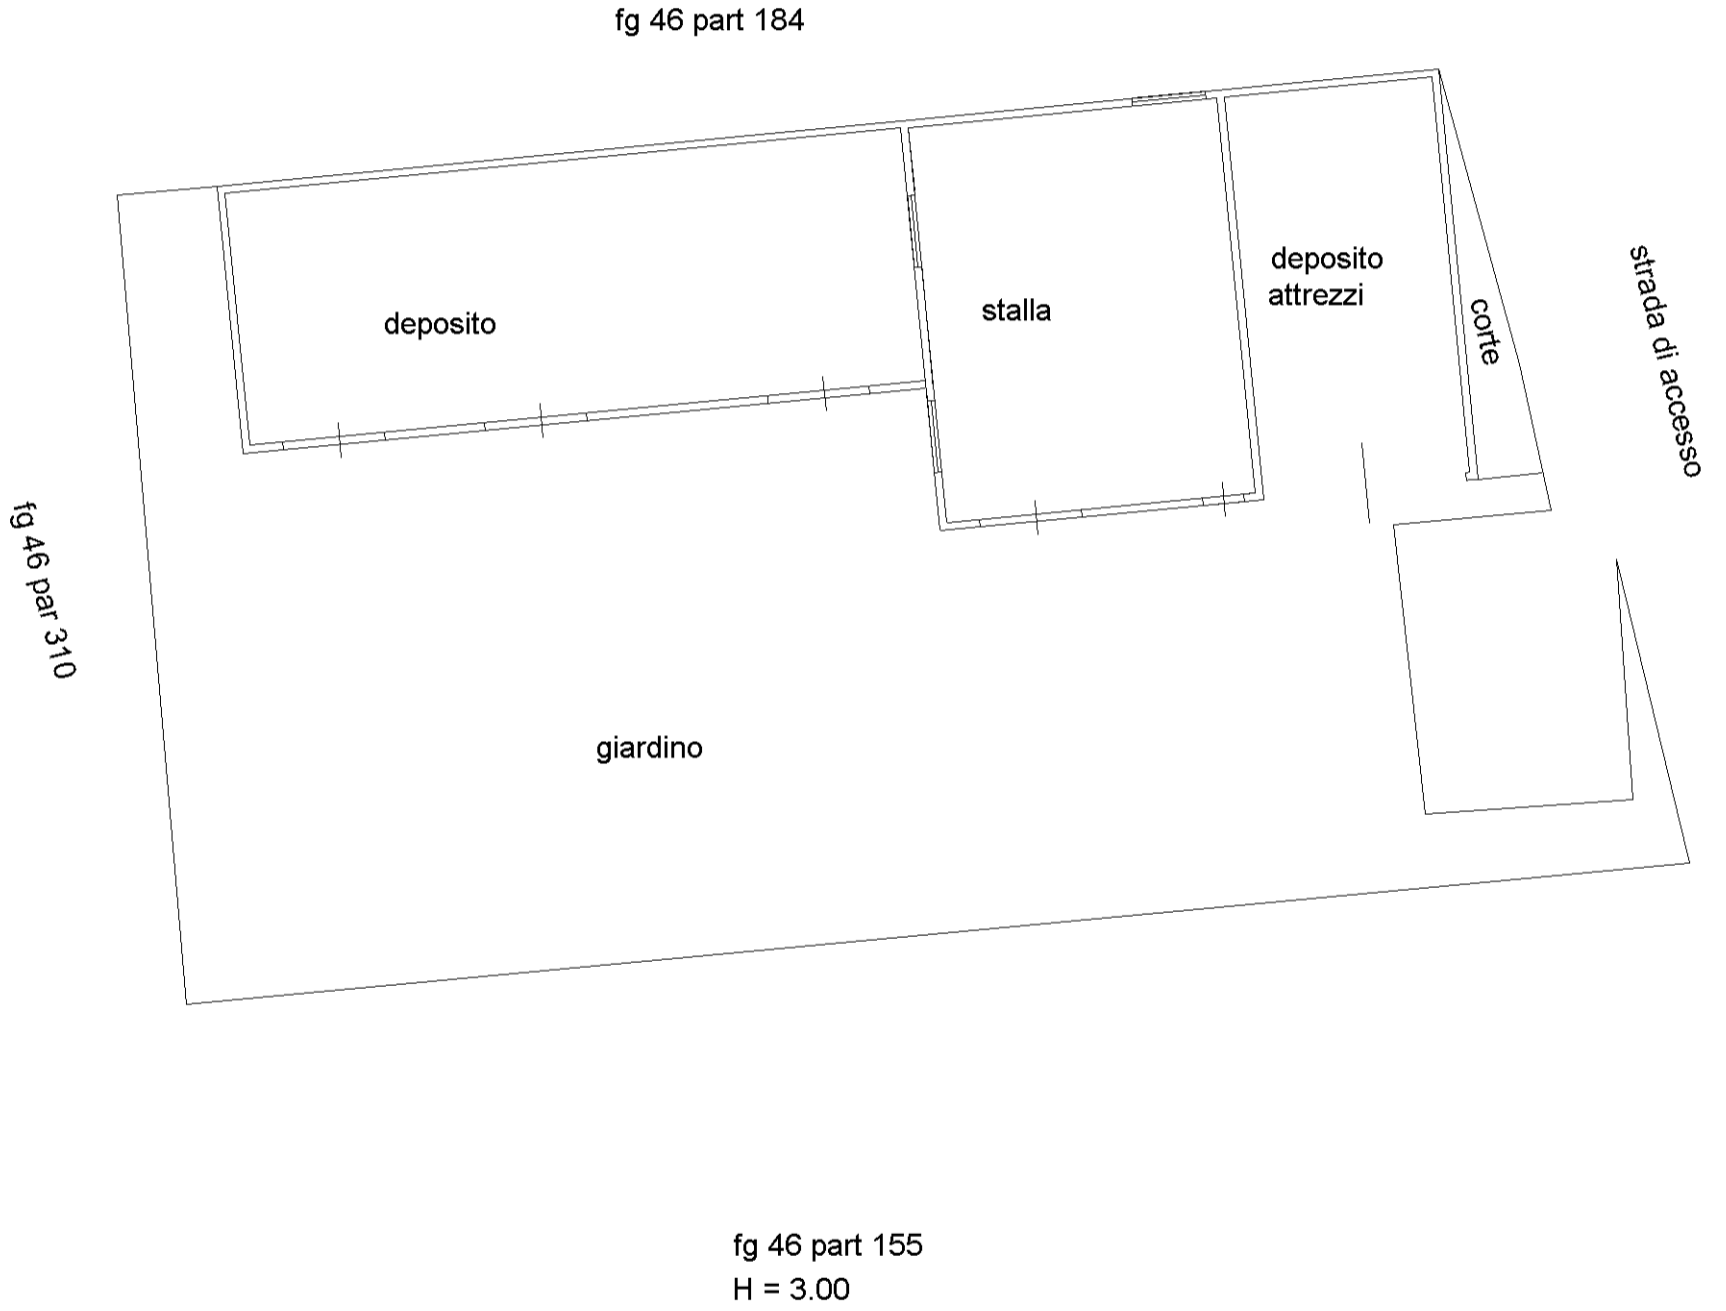 fg 46 part 184
deposito
stalla
deposito
attrezzi
corte
strada di accesso
fg 46 par 310
giardino
fg 46 part 155
H = 3.00